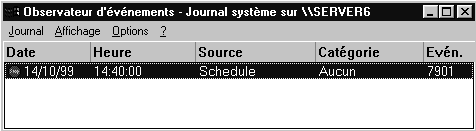 Observateur d'événements - Journal système sur \\SERVER6
Journal Affichage Options ?
Date Heure Source Catégorie Evén.
14/10/99 14:40:00 Schedule Aucun 7901